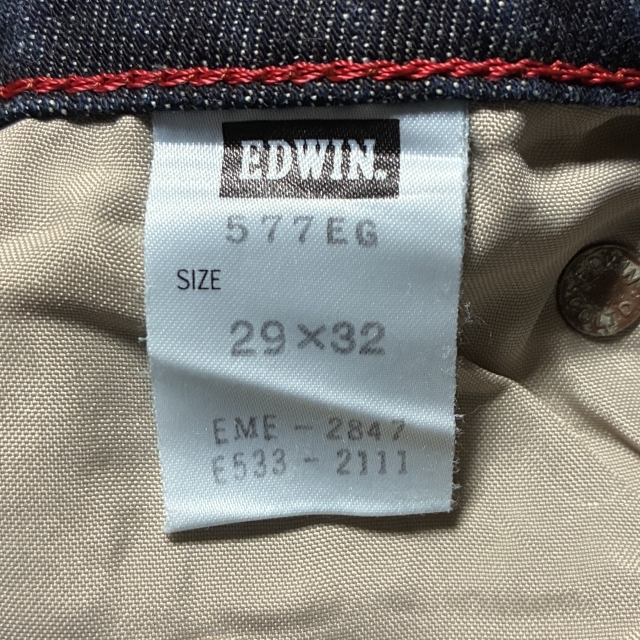 EDWIN.
577EG
SIZE
29×32
EME-2847
E533-2111